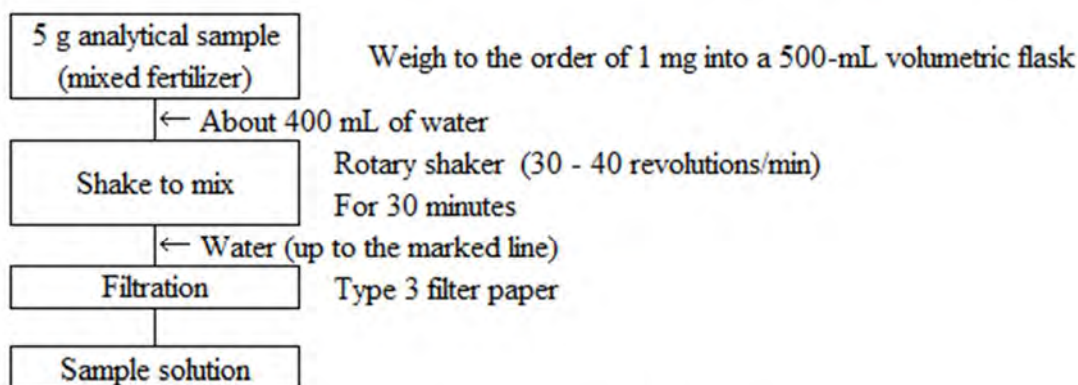 5 g analytical sample
(mixed fertilizer)
Weigh to the order of 1 mg into a 500-mL volumetric flask
← About 400 mL of water
Shake to mix
Rotary shaker (30 - 40 revolutions/min)
For 30 minutes
← Water (up to the marked line)
Filtration
Type 3 filter paper
Sample solution